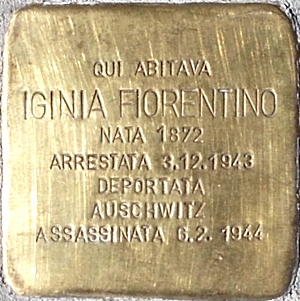 QUI ABITAVA
IGINIA FIORENTINO
NATA 1872
ARRESTATA 3.12.1943
DEPORTATA
AUSCHWITZ
ASSASSINATA 6.2. 1944